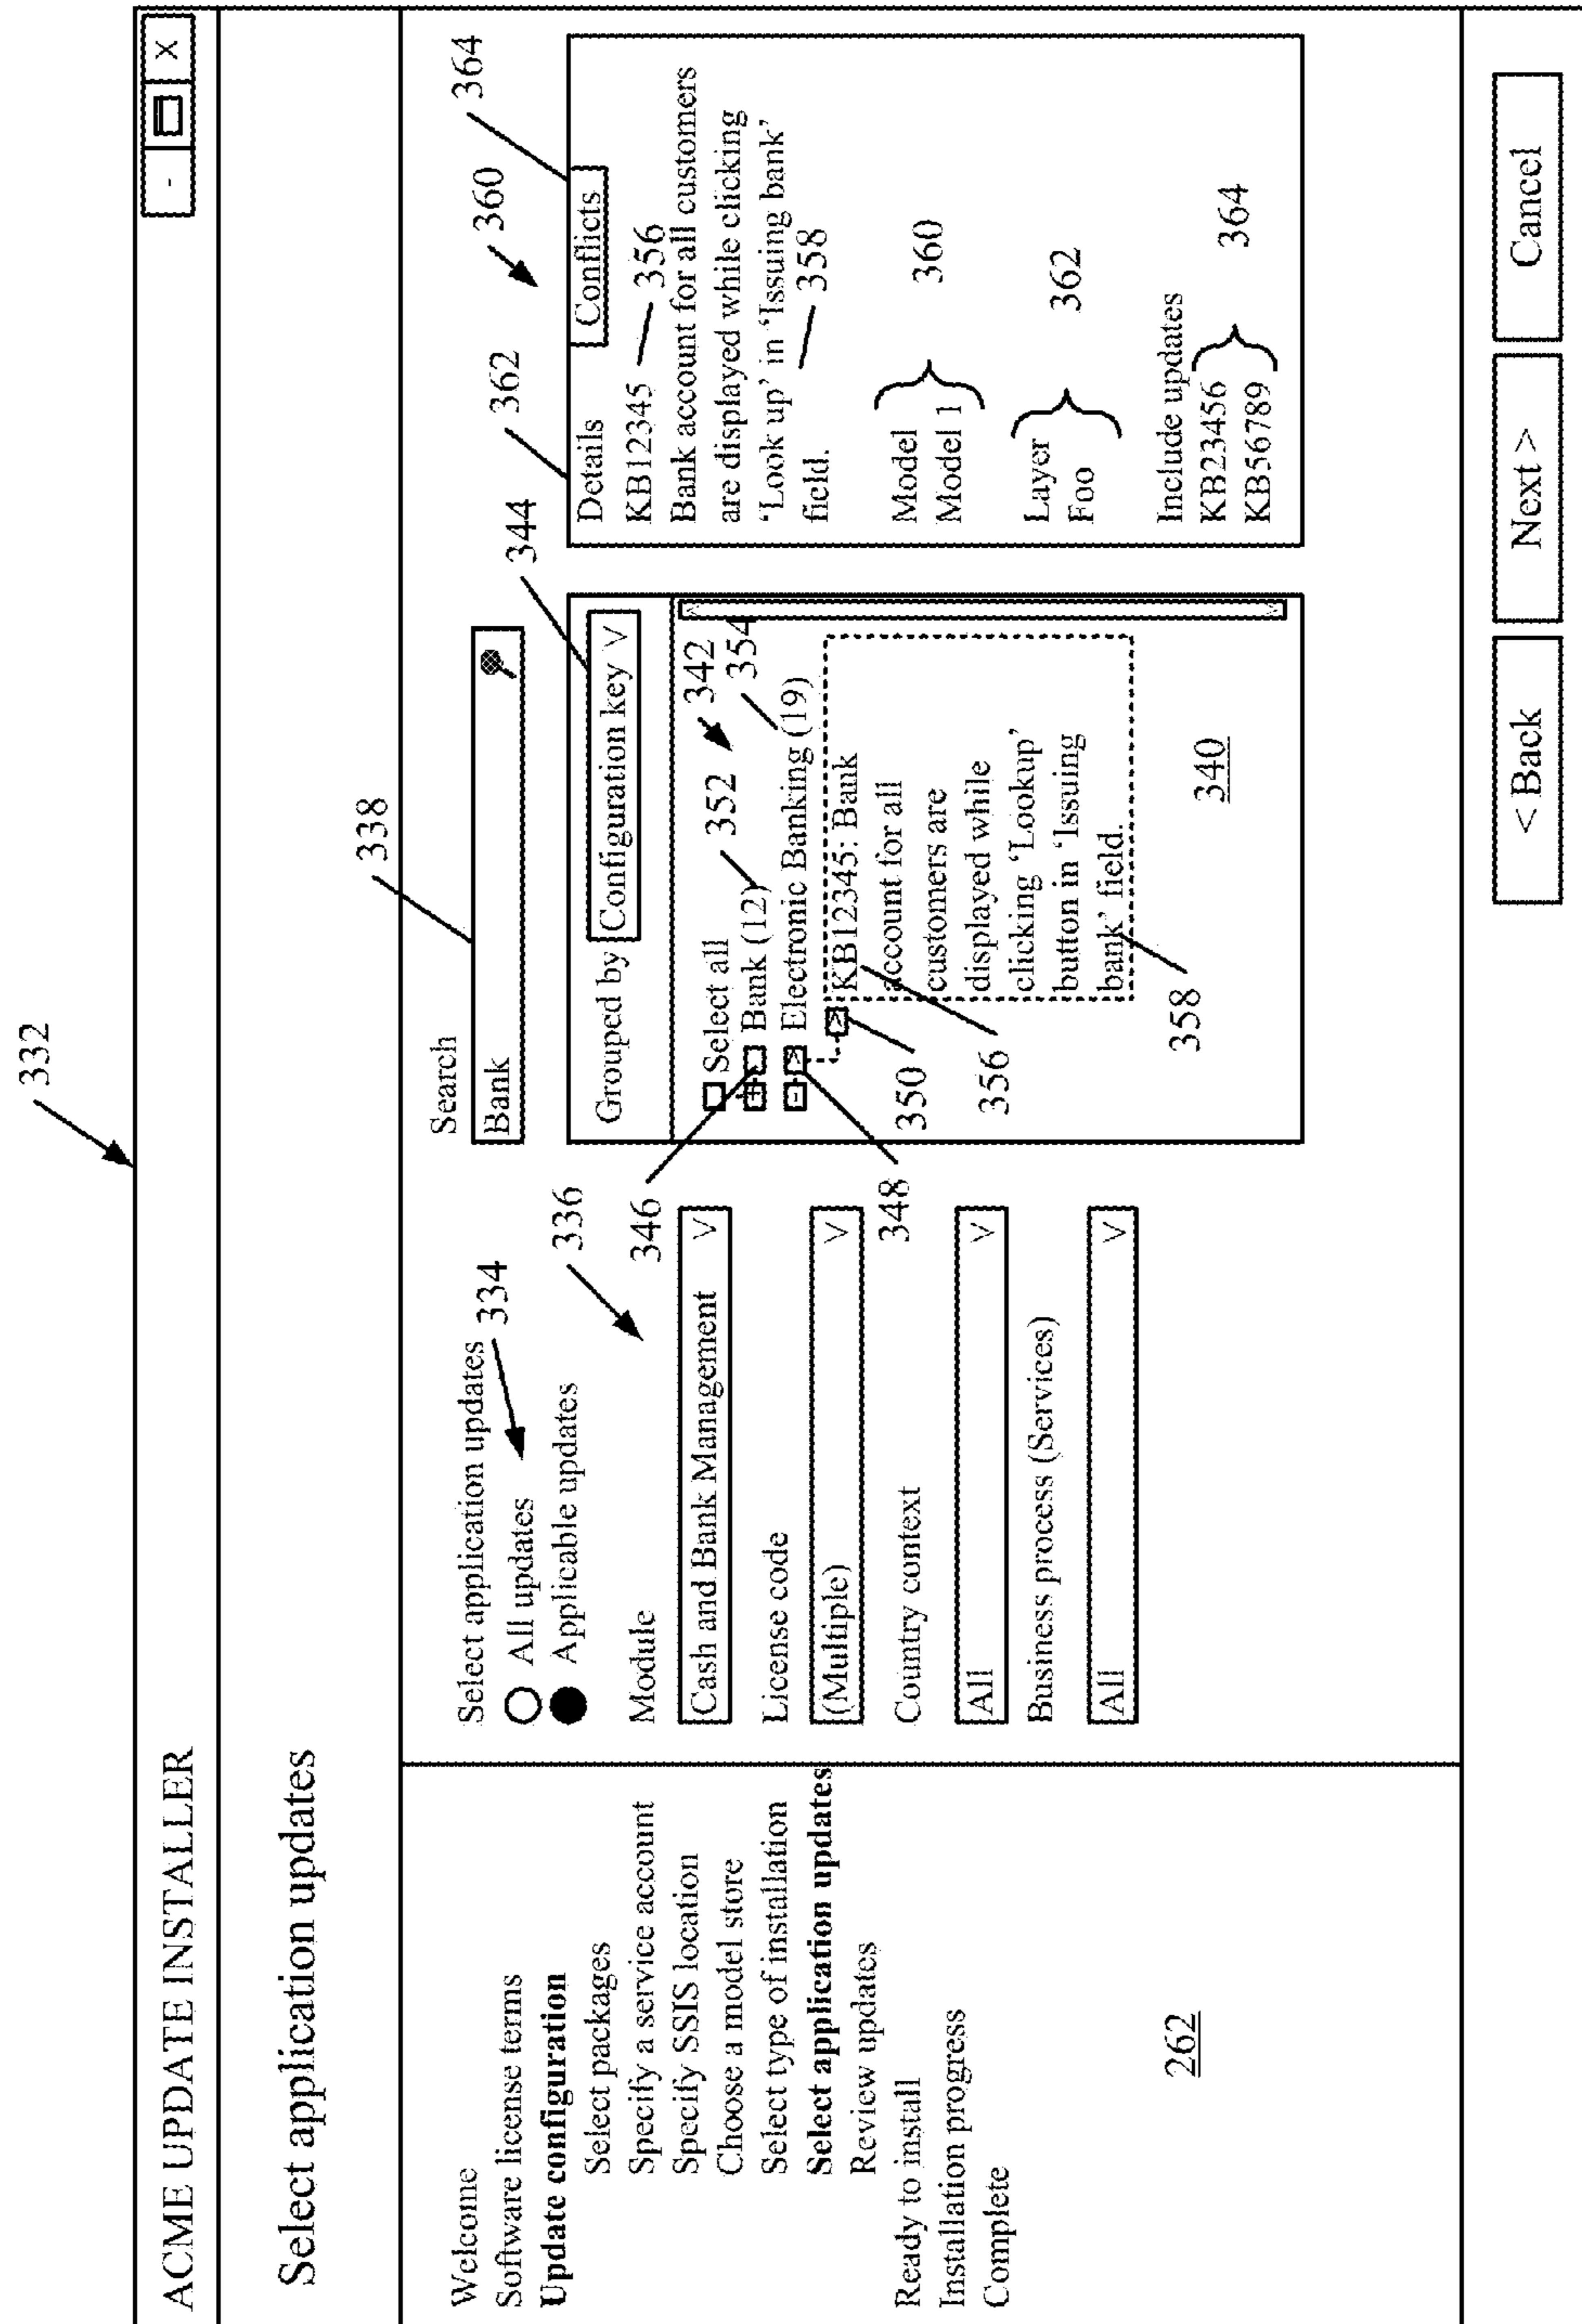 332
ACME UPDATE INSTALLER
- X
Select application updates
Welcome
Software license terms
Update configuration
Select packages
Specify a service account
Specify SSIS location
Choose a model store
Select type of installation
Select application updates
Review updates
Ready to install
Installation progress
Complete
262
Select application updates
334
All updates
Applicable updates
336
Module
Cash and Bank Management V
License code
(Multiple) V
Country context
All V
Business process (Services)
All V
338
Search
Bank
344
Grouped by Configuration key V
342
Select all
352
354
346
+ Bank (12)
348
- > Electronic Banking (19)
350
> KB12345: Bank
account for all
customers are
displayed while
clicking ‘Lookup’
button in ‘Issuing
bank’ field.
356
358
340
360
362
364
Details Conflicts
KB12345 356
Bank account for all customers
are displayed while clicking
‘Look up’ in ‘Issuing bank’
field. 358
Model
Model 1
360
Layer
Foo
362
Include updates
KB23456
KB56789
364
< Back Next > Cancel